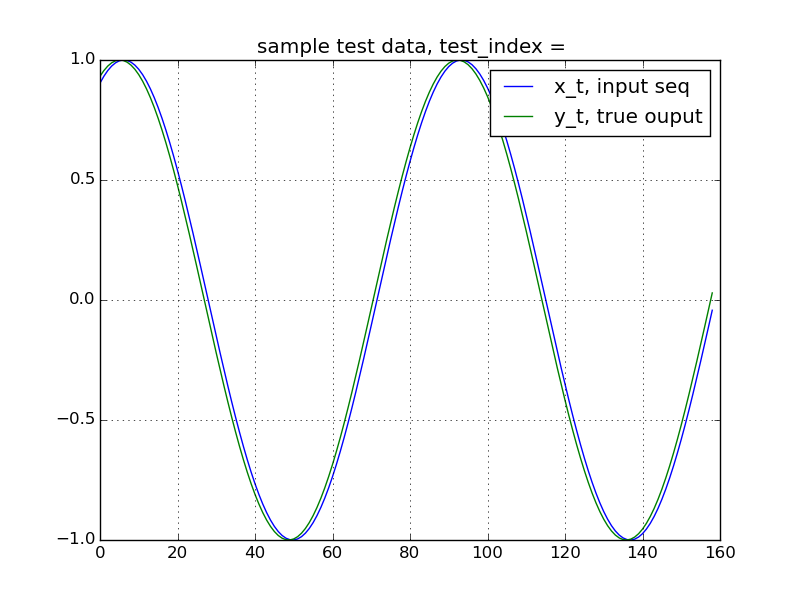 sample test data, test_index =
x_t, input seq
y_t, true ouput
1.0
0.5
0.0
−0.5
−1.0
0 20 40 60 80 100 120 140 160